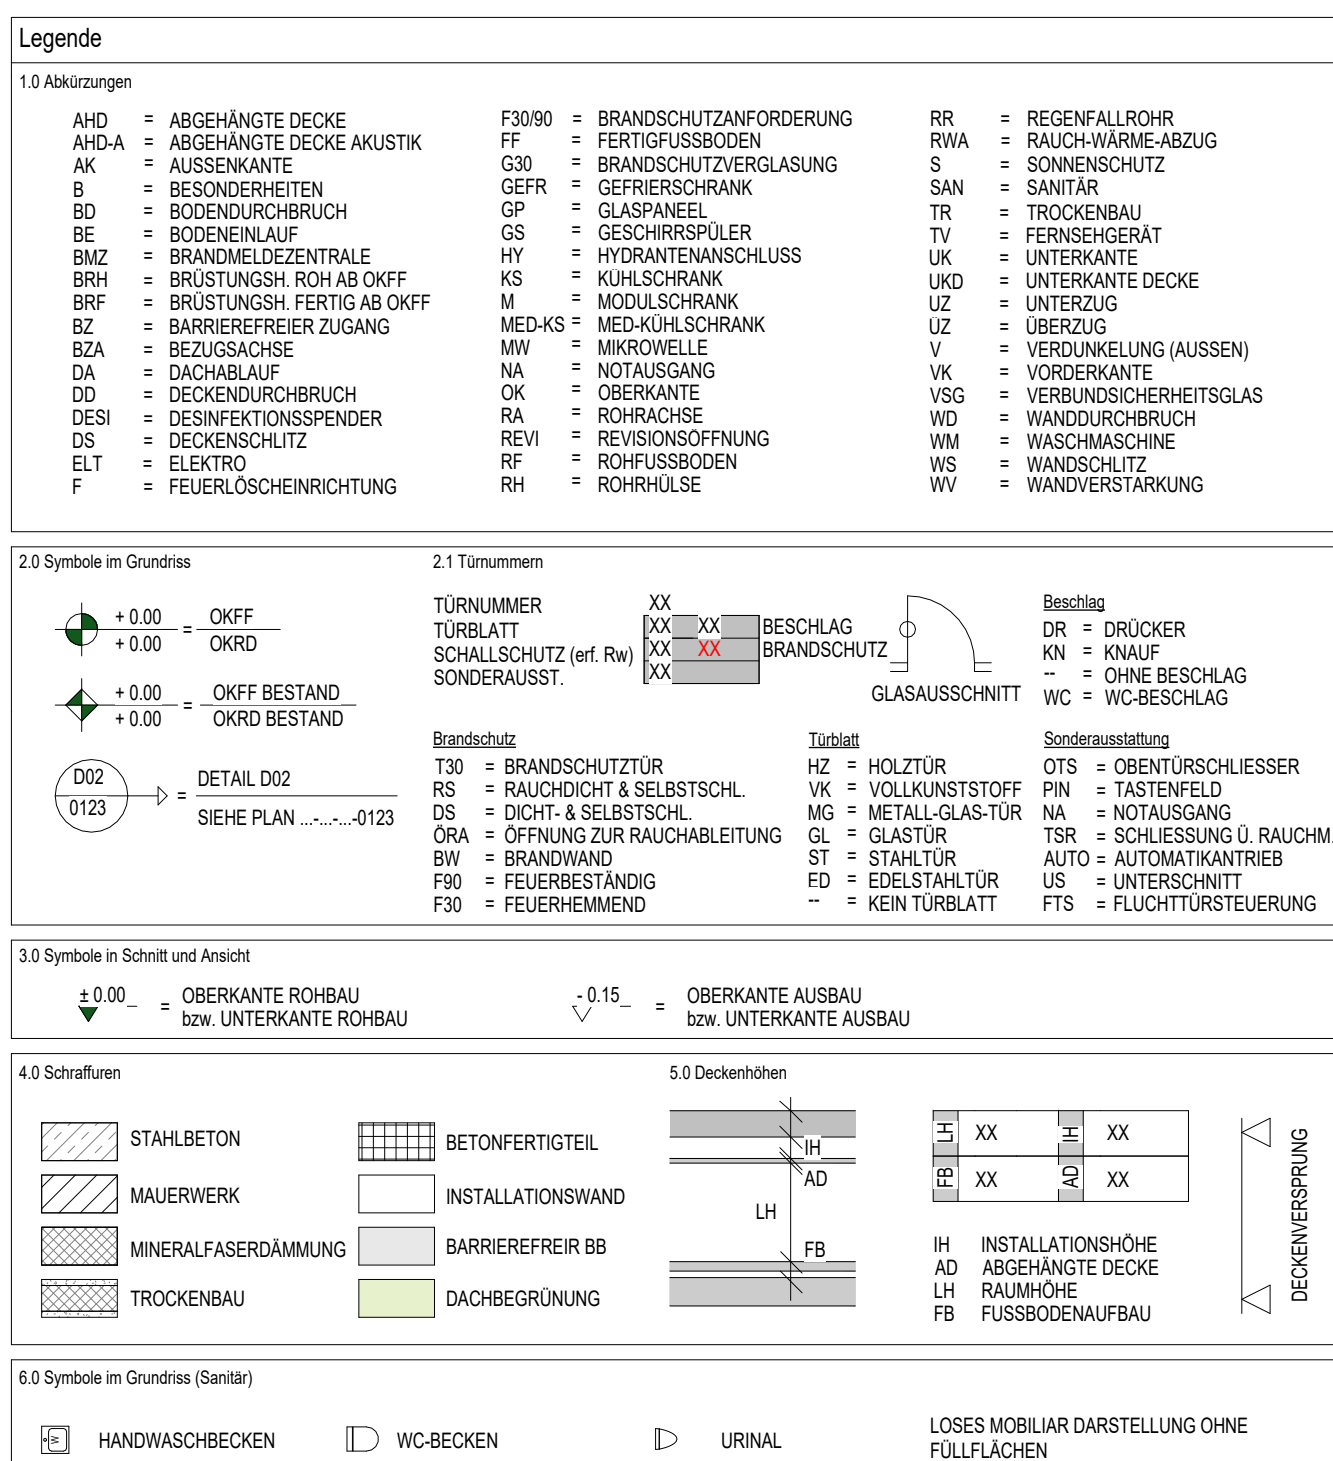 Legende
1.0 Abkürzungen
AHD = ABGEHÄNGTE DECKE
AHD-A = ABGEHÄNGTE DECKE AKUSTIK
AK = AUSSENKANTE
B = BESONDERHEITEN
BD = BODENDURCHBRUCH
BE = BODENEINLAUF
BMZ = BRANDMELDEZENTRALE
BRH = BRÜSTUNGSH. ROH AB OKFF
BRF = BRÜSTUNGSH. FERTIG AB OKFF
BZ = BARRIEREFREIER ZUGANG
BZA = BEZUGSACHSE
DA = DACHABLAUF
DD = DECKENDURCHBRUCH
DESI = DESINFEKTIONSSPENDER
DS = DECKENSCHLITZ
ELT = ELEKTRO
F = FEUERLÖSCHEINRICHTUNG
F30/90 = BRANDSCHUTZANFORDERUNG
FF = FERTIGFUSSBODEN
G30 = BRANDSCHUTZVERGLASUNG
GEFR = GEFRIERSCHRANK
GP = GLASPANEEL
GS = GESCHIRRSPÜLER
HY = HYDRANTENANSCHLUSS
KS = KÜHLSCHRANK
M = MODULSCHRANK
MED-KS = MED-KÜHLSCHRANK
MW = MIKROWELLE
NA = NOTAUSGANG
OK = OBERKANTE
RA = ROHRACHSE
REVI = REVISIONSÖFFNUNG
RF = ROHFUSSBODEN
RH = ROHRHÜLSE
RR = REGENFALLROHR
RWA = RAUCH-WÄRME-ABZUG
S = SONNENSCHUTZ
SAN = SANITÄR
TR = TROCKENBAU
TV = FERNSEHGERÄT
UK = UNTERKANTE
UKD = UNTERKANTE DECKE
UZ = UNTERZUG
ÜZ = ÜBERZUG
V = VERDUNKELUNG (AUSSEN)
VK = VORDERKANTE
VSG = VERBUNDSICHERHEITSGLAS
WD = WANDDURCHBRUCH
WM = WASCHMASCHINE
WS = WANDSCHLITZ
WV = WANDVERSTARKUNG
2.0 Symbole im Grundriss
+ 0.00 = OKFF
+ 0.00 OKRD
+ 0.00 = OKFF BESTAND
+ 0.00 OKRD BESTAND
D02 = DETAIL D02
0123 SIEHE PLAN ...-...-...-0123
2.1 Türnummern
TÜRNUMMER XX
TÜRBLATT XX XX BESCHLAG
SCHALLSCHUTZ (erf. Rw) XX XX BRANDSCHUTZ
SONDERAUSST. XX
GLASAUSSCHNITT
Beschlag
DR = DRÜCKER
KN = KNAUF
-- = OHNE BESCHLAG
WC = WC-BESCHLAG
Brandschutz
T30 = BRANDSCHUTZTÜR
RS = RAUCHDICHT & SELBSTSCHL.
DS = DICHT- & SELBSTSCHL.
ÖRA = ÖFFNUNG ZUR RAUCHABLEITUNG
BW = BRANDWAND
F90 = FEUERBESTÄNDIG
F30 = FEUERHEMMEND
Türblatt
HZ = HOLZTÜR
VK = VOLLKUNSTSTOFF
MG = METALL-GLAS-TÜR
GL = GLASTÜR
ST = STAHLTÜR
ED = EDELSTAHLTÜR
-- = KEIN TÜRBLATT
Sonderausstattung
OTS = OBENTÜRSCHLIESSER
PIN = TASTENFELD
NA = NOTAUSGANG
TSR = SCHLIESSUNG Ü. RAUCHM.
AUTO = AUTOMATIKANTRIEB
US = UNTERSCHNITT
FTS = FLUCHTTÜRSTEUERUNG
3.0 Symbole in Schnitt und Ansicht
± 0.00 = OBERKANTE ROHBAU
bzw. UNTERKANTE ROHBAU
- 0.15 = OBERKANTE AUSBAU
bzw. UNTERKANTE AUSBAU
4.0 Schraffuren
STAHLBETON
MAUERWERK
MINERALFASERDÄMMUNG
TROCKENBAU
BETONFERTIGTEIL
INSTALLATIONSWAND
BARRIEREFREIR BB
DACHBEGRÜNUNG
5.0 Deckenhöhen
IH
AD
LH
FB
LH XX IH XX
FB XX AD XX
IH INSTALLATIONSHÖHE
AD ABGEHÄNGTE DECKE
LH RAUMHÖHE
FB FUSSBODENAUFBAU
DECKENVERSPRUNG
6.0 Symbole im Grundriss (Sanitär)
W HANDWASCHBECKEN
WC-BECKEN
URINAL
LOSES MOBILIAR DARSTELLUNG OHNE
FÜLLFLÄCHEN